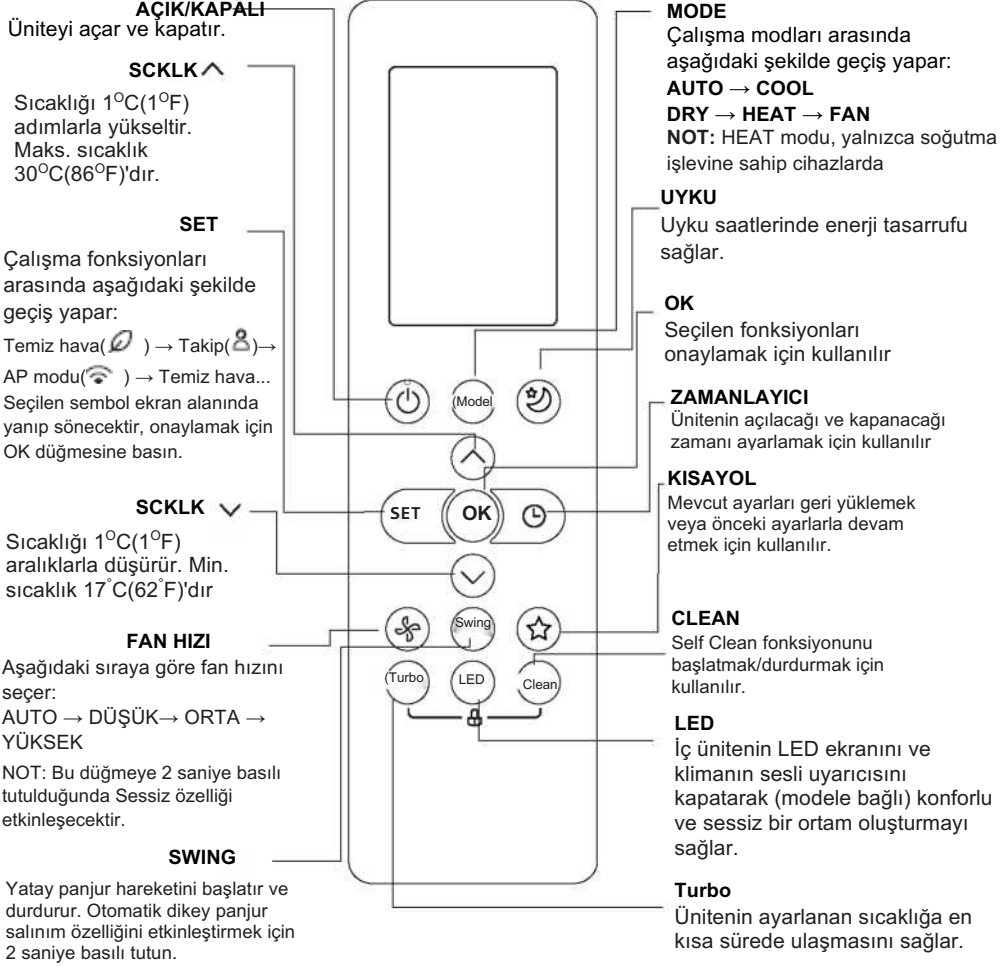 AÇIK/KAPALI
Üniteyi açar ve kapatır.
SCKLK
Sıcaklığı 1°C(1°F)
adımlarla yükseltir.
Maks. sıcaklık
30°C(86°F)'dır.
SET
Çalışma fonksiyonları
arasında aşağıdaki şekilde
geçiş yapar:
Temiz hava( ) → Takip( )→
AP modu( ) → Temiz hava...
Seçilen sembol ekran alanında
yanıp sönecektir, onaylamak için
OK düğmesine basın.
SCKLK
Sıcaklığı 1°C(1°F)
aralıklarla düşürür. Min.
sıcaklık 17°C(62°F)'dır
FAN HIZI
Aşağıdaki sıraya göre fan hızını
seçer:
AUTO → DÜŞÜK→ ORTA →
YÜKSEK
NOT: Bu düğmeye 2 saniye basılı
tutulduğunda Sessiz özelliği
etkinleşecektir.
SWING
Yatay panjur hareketini başlatır ve
durdurur. Otomatik dikey panjur
salınım özelliğini etkinleştirmek için
2 saniye basılı tutun.
Model
SET
OK
Swing
Turbo
LED
Clean
MODE
Çalışma modları arasında
aşağıdaki şekilde geçiş yapar:
AUTO → COOL
DRY → HEAT → FAN
NOT: HEAT modu, yalnızca soğutma
işlevine sahip cihazlarda
UYKU
Uyku saatlerinde enerji tasarrufu
sağlar.
OK
Seçilen fonksiyonları
onaylamak için kullanılır
ZAMANLAYICI
Ünitenin açılacağı ve kapanacağı
zamanı ayarlamak için kullanılır
KISAYOL
Mevcut ayarları geri yüklemek
veya önceki ayarlarla devam
etmek için kullanılır.
CLEAN
Self Clean fonksiyonunu
başlatmak/durdurmak için
kullanılır.
LED
İç ünitenin LED ekranını ve
klimanın sesli uyarıcısını
kapatarak (modele bağlı) konforlu
ve sessiz bir ortam oluşturmayı
sağlar.
Turbo
Ünitenin ayarlanan sıcaklığa en
kısa sürede ulaşmasını sağlar.